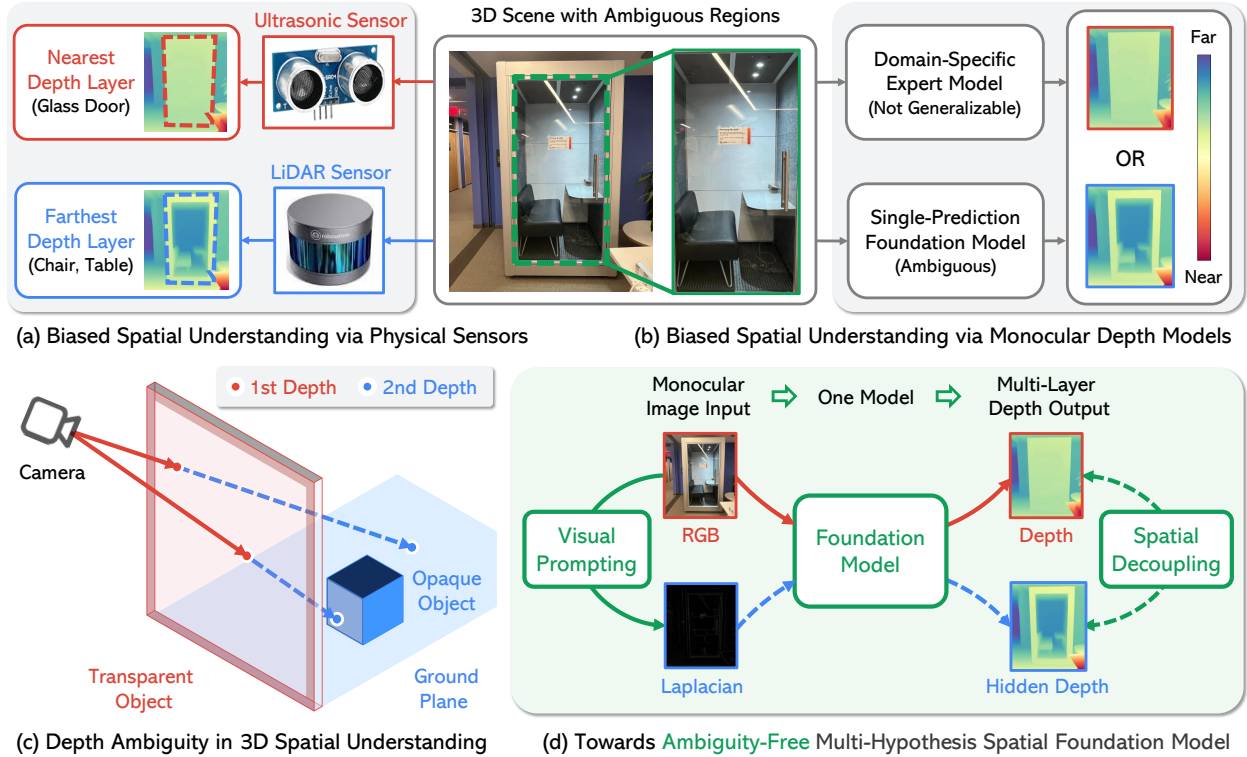 Ultrasonic Sensor
Nearest
Depth Layer
(Glass Door)
LiDAR Sensor
Farthest
Depth Layer
(Chair, Table)
3D Scene with Ambiguous Regions
Domain-Specific
Expert Model
(Not Generalizable)
Single-Prediction
Foundation Model
(Ambiguous)
OR
Far
Near
(a) Biased Spatial Understanding via Physical Sensors
(b) Biased Spatial Understanding via Monocular Depth Models
1st Depth
2nd Depth
Camera
Opaque
Object
Transparent
Object
Ground
Plane
(c) Depth Ambiguity in 3D Spatial Understanding
Monocular
Image Input
One Model
Multi-Layer
Depth Output
Visual
Prompting
RGB
Laplacian
Foundation
Model
Depth
Hidden Depth
Spatial
Decoupling
(d) Towards Ambiguity-Free Multi-Hypothesis Spatial Foundation Model